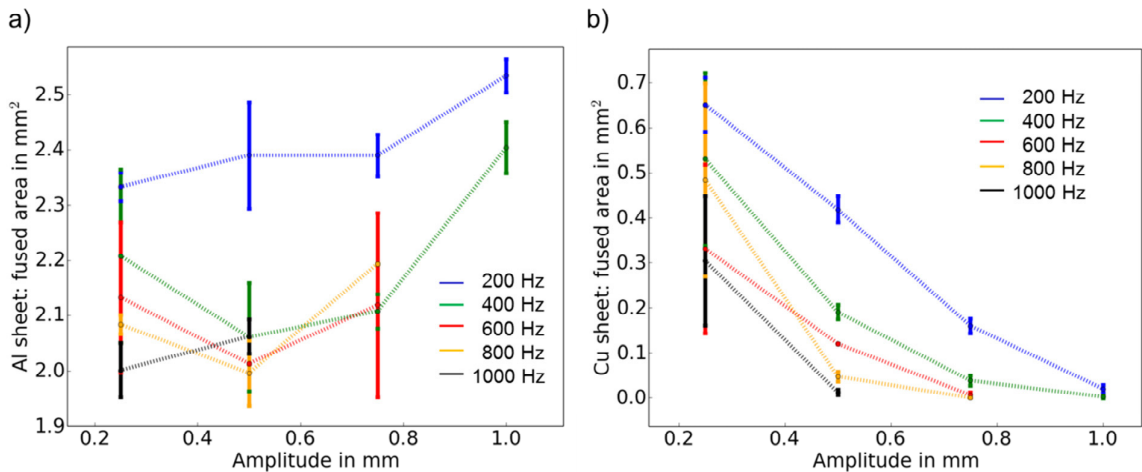 a)
Al sheet: fused area in mm²
2.5
2.4
2.3
2.2
2.1
2.0
1.9
0.2 0.4 0.6 0.8 1.0
Amplitude in mm
200 Hz
400 Hz
600 Hz
800 Hz
1000 Hz
b)
Cu sheet: fused area in mm²
0.7
0.6
0.5
0.4
0.3
0.2
0.1
0.0
0.2 0.4 0.6 0.8 1.0
Amplitude in mm
200 Hz
400 Hz
600 Hz
800 Hz
1000 Hz